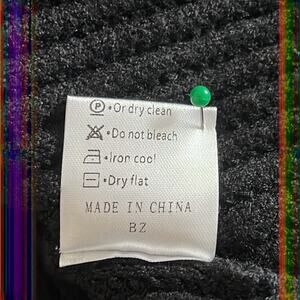 Ⓟ•Or dry clean
•Do not bleach
•Iron cool
•Dry flat
MADE IN CHINA
BZ